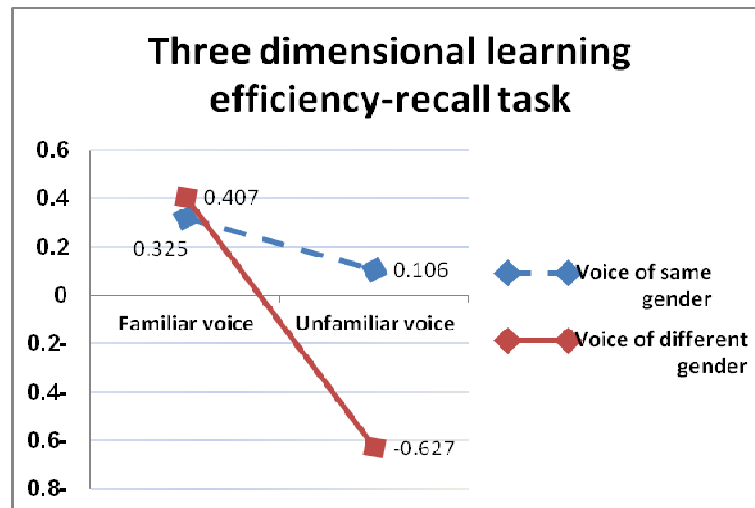 Three dimensional learning
efficiency-recall task
0.6
0.4
0.407
0.2
0.325
0.106
0
Familiar voice
Unfamiliar voice
0.2-
0.4-
0.6-
-0.627
0.8-
Voice of same
gender
Voice of different
gender